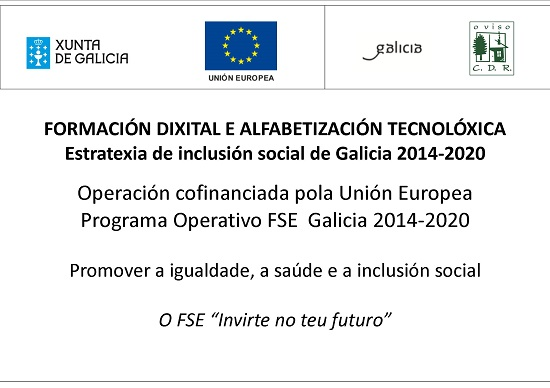 XUNTA
DE GALICIA
UNIÓN EUROPEA
galicia
O VISO
C. D. R.
FORMACIÓN DIXITAL E ALFABETIZACIÓN TECNOLÓXICA
Estratexia de inclusión social de Galicia 2014-2020
Operación cofinanciada pola Unión Europea
Programa Operativo FSE Galicia 2014-2020
Promover a igualdade, a saúde e a inclusión social
O FSE “Invirte no teu futuro”